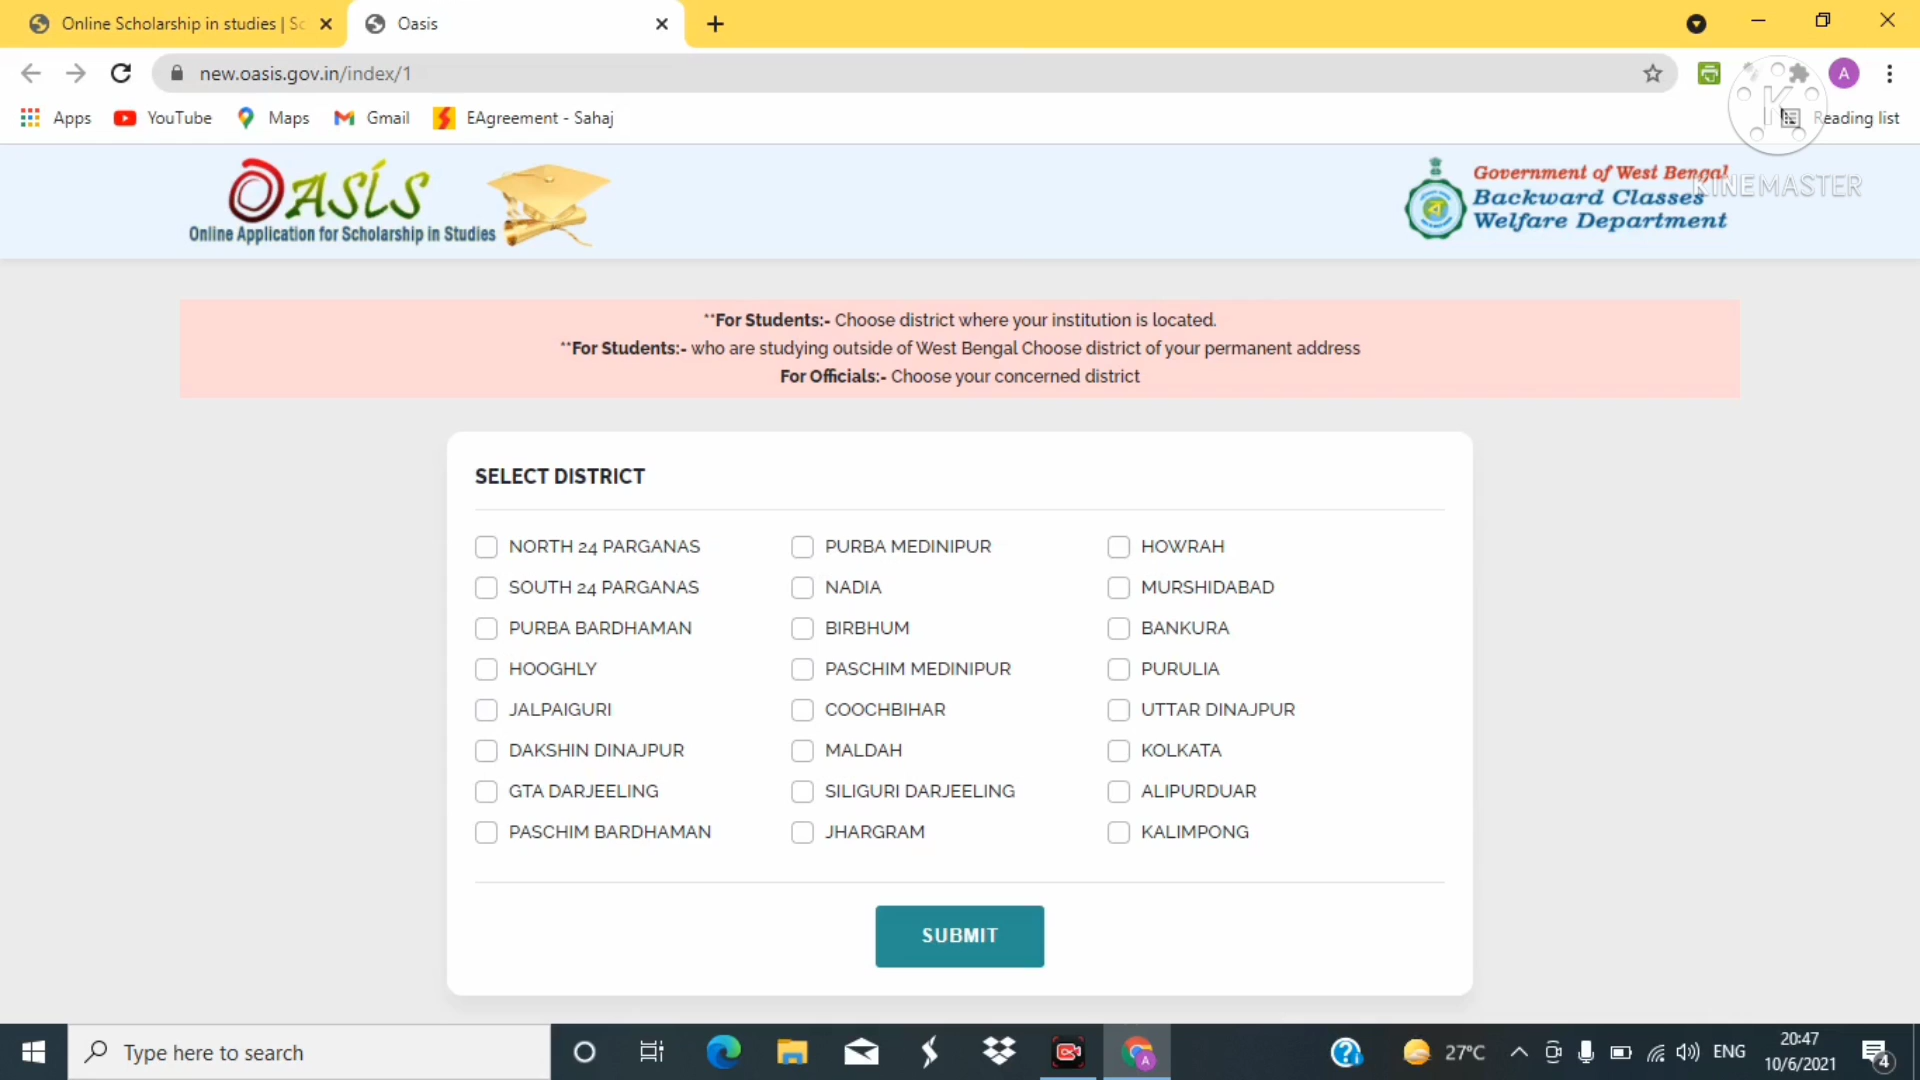 Online Scholarship in studies | Sc
Oasis
new.oasis.gov.in/index/1
A
Apps
YouTube
Maps
Gmail
EAgreement - Sahaj
Reading list
K
KINEMASTER
OASIS
Online Application for Scholarship in Studies
Government of West Bengal
Backward Classes
Welfare Department
**For Students:- Choose district where your institution is located.
**For Students:- who are studying outside of West Bengal Choose district of your permanent address
For Officials:- Choose your concerned district
SELECT DISTRICT
NORTH 24 PARGANAS
PURBA MEDINIPUR
HOWRAH
SOUTH 24 PARGANAS
NADIA
MURSHIDABAD
PURBA BARDHAMAN
BIRBHUM
BANKURA
HOOGHLY
PASCHIM MEDINIPUR
PURULIA
JALPAIGURI
COOCHBIHAR
UTTAR DINAJPUR
DAKSHIN DINAJPUR
MALDAH
KOLKATA
GTA DARJEELING
SILIGURI DARJEELING
ALIPURDUAR
PASCHIM BARDHAMAN
JHARGRAM
KALIMPONG
SUBMIT
Type here to search
A
27°C
ENG
20:47
10/6/2021
4